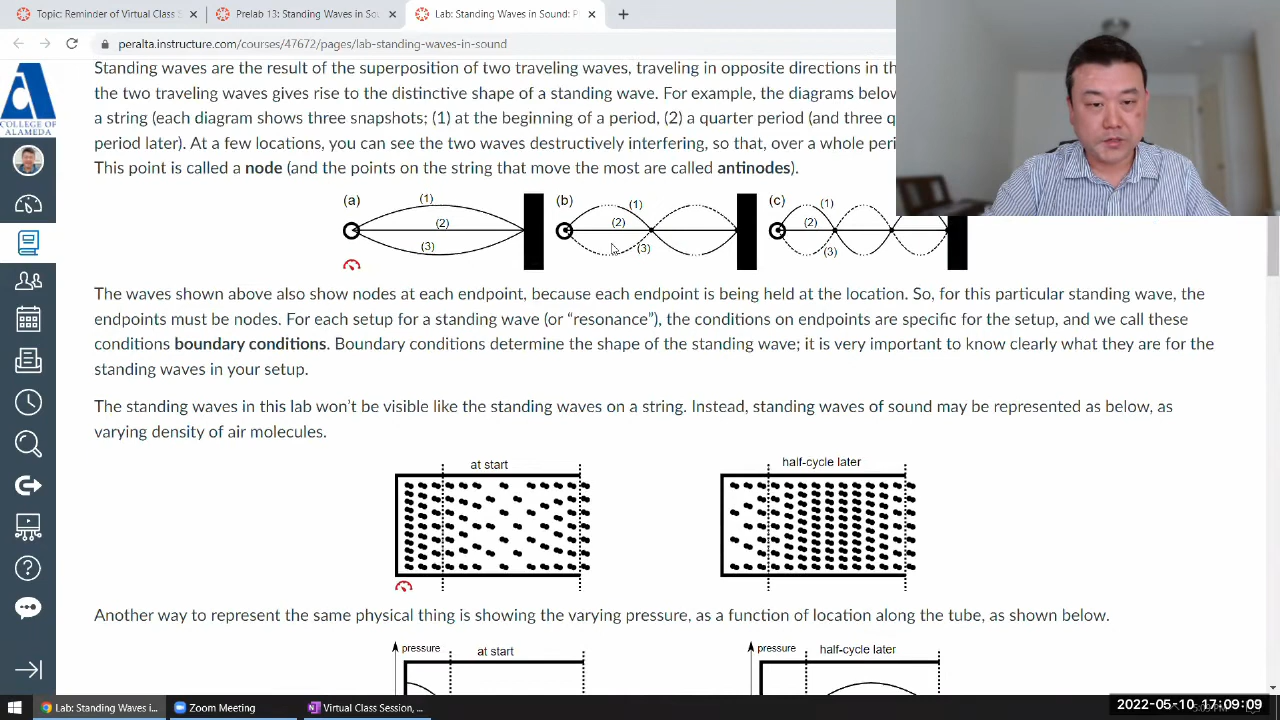 Topic: Reminder of Virtual Class S
Prelab 13: Standing Waves in So
Lab: Standing Waves in Sound: P
peralta.instructure.com/courses/47672/pages/lab-standing-waves-in-sound
COLLEGE OF
ALAMEDA
Standing waves are the result of the superposition of two traveling waves, traveling in opposite directions in th
the two traveling waves gives rise to the distinctive shape of a standing wave. For example, the diagrams below
a string (each diagram shows three snapshots; (1) at the beginning of a period, (2) a quarter period (and three q
period later). At a few locations, you can see the two waves destructively interfering, so that, over a whole peri
This point is called a node (and the points on the string that move the most are called antinodes).
(a) (1) (2) (3)
(b) (1) (2) (3)
(c) (1) (2) (3)
The waves shown above also show nodes at each endpoint, because each endpoint is being held at the location. So, for this particular standing wave, the
endpoints must be nodes. For each setup for a standing wave (or “resonance”), the conditions on endpoints are specific for the setup, and we call these
conditions boundary conditions. Boundary conditions determine the shape of the standing wave; it is very important to know clearly what they are for the
standing waves in your setup.
The standing waves in this lab won’t be visible like the standing waves on a string. Instead, standing waves of sound may be represented as below, as
varying density of air molecules.
at start
half-cycle later
Another way to represent the same physical thing is showing the varying pressure, as a function of location along the tube, as shown below.
pressure at start
pressure half-cycle later
Lab: Standing Waves i...
Zoom Meeting
Virtual Class Session, ...
2022-05-10 17:09:09